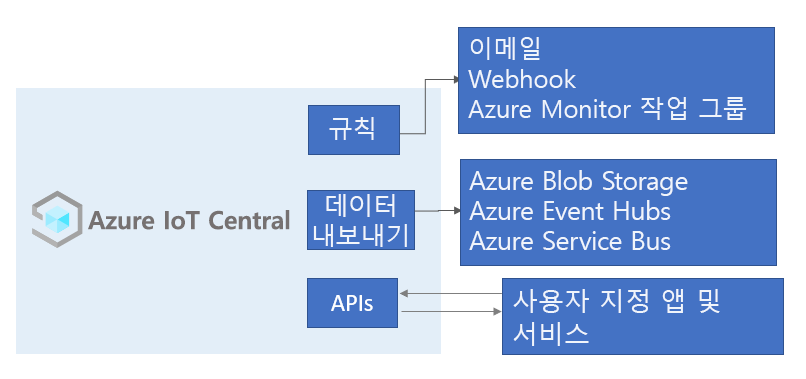 이메일
Webhook
Azure Monitor 작업 그룹
규칙
Azure IoT Central
데이터
내보내기
Azure Blob Storage
Azure Event Hubs
Azure Service Bus
APIs
사용자 지정 앱 및
서비스